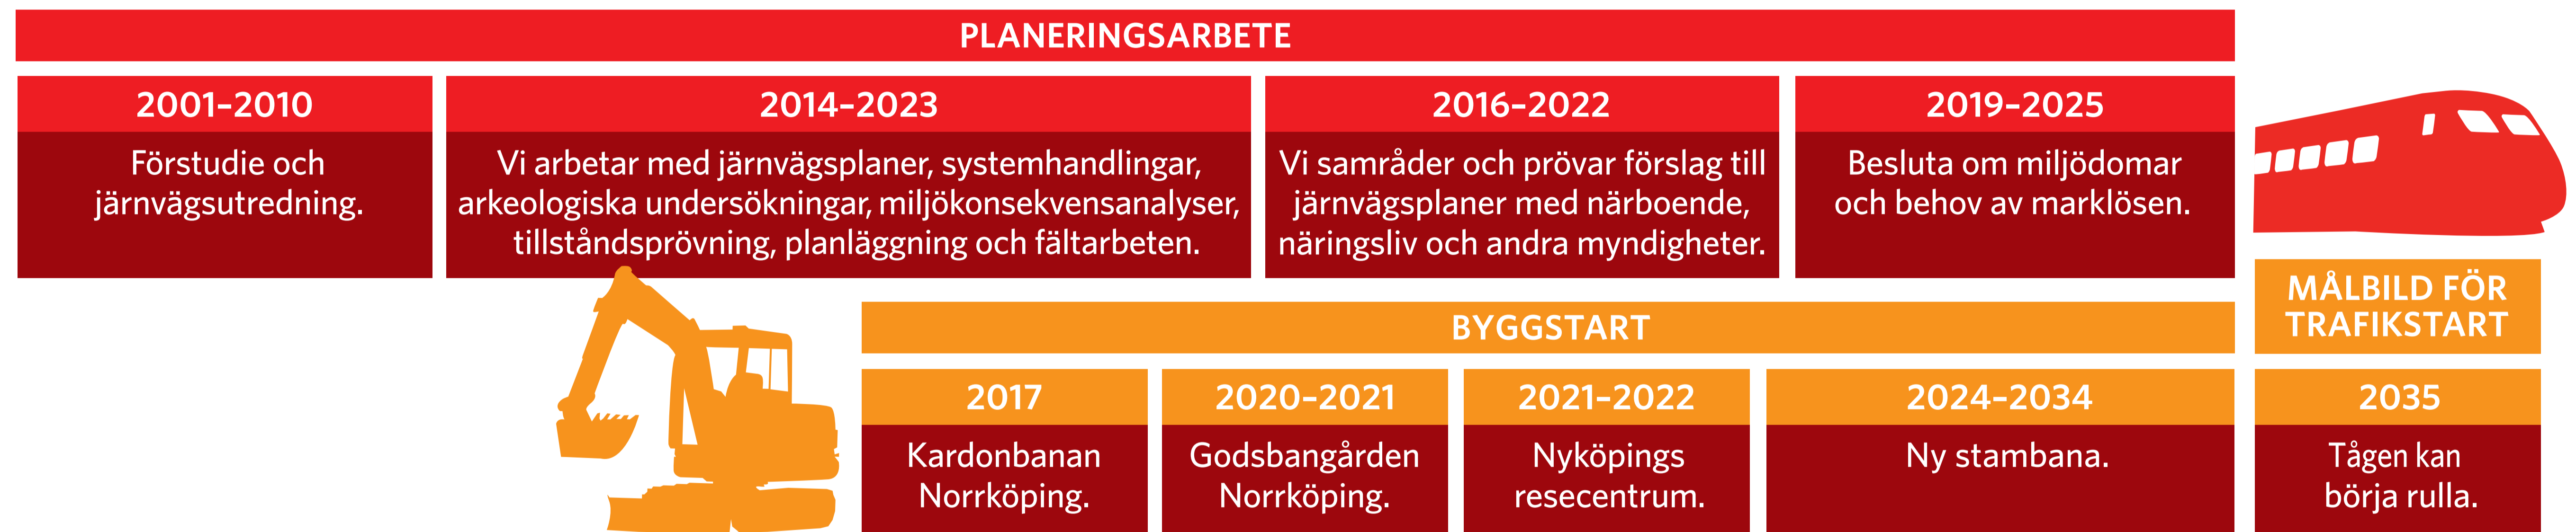 PLANERINGSARBETE
2001–2010
Förstudie och
järnvägsutredning.
2014–2023
Vi arbetar med järnvägsplaner, systemhandlingar,
arkeologiska undersökningar, miljökonsekvensanalyser,
tillståndsprövning, planläggning och fältarbeten.
2016–2022
Vi samråder och prövar förslag till
järnvägsplaner med närboende,
näringsliv och andra myndigheter.
2019–2025
Besluta om miljödomar
och behov av marklösen.
BYGGSTART
2017
Kardonbanan
Norrköping.
2020–2021
Godsbangården
Norrköping.
2021–2022
Nyköpings
resecentrum.
2024–2034
Ny stambana.
MÅLBILD FÖR
TRAFIKSTART
2035
Tågen kan
börja rulla.